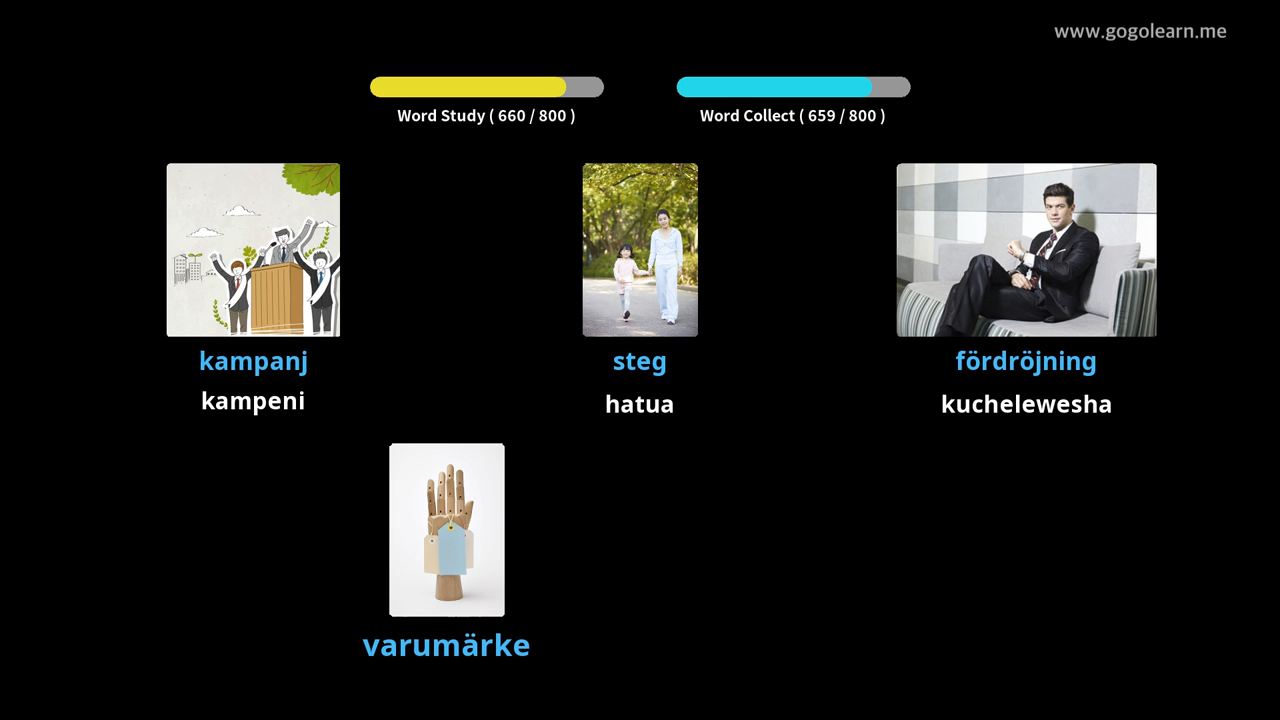 www.gogolearn.me
Word Study ( 660 / 800 )
Word Collect ( 659 / 800 )
kampanj
kampeni
steg
hatua
fördröjning
kuchelewesha
varumärke